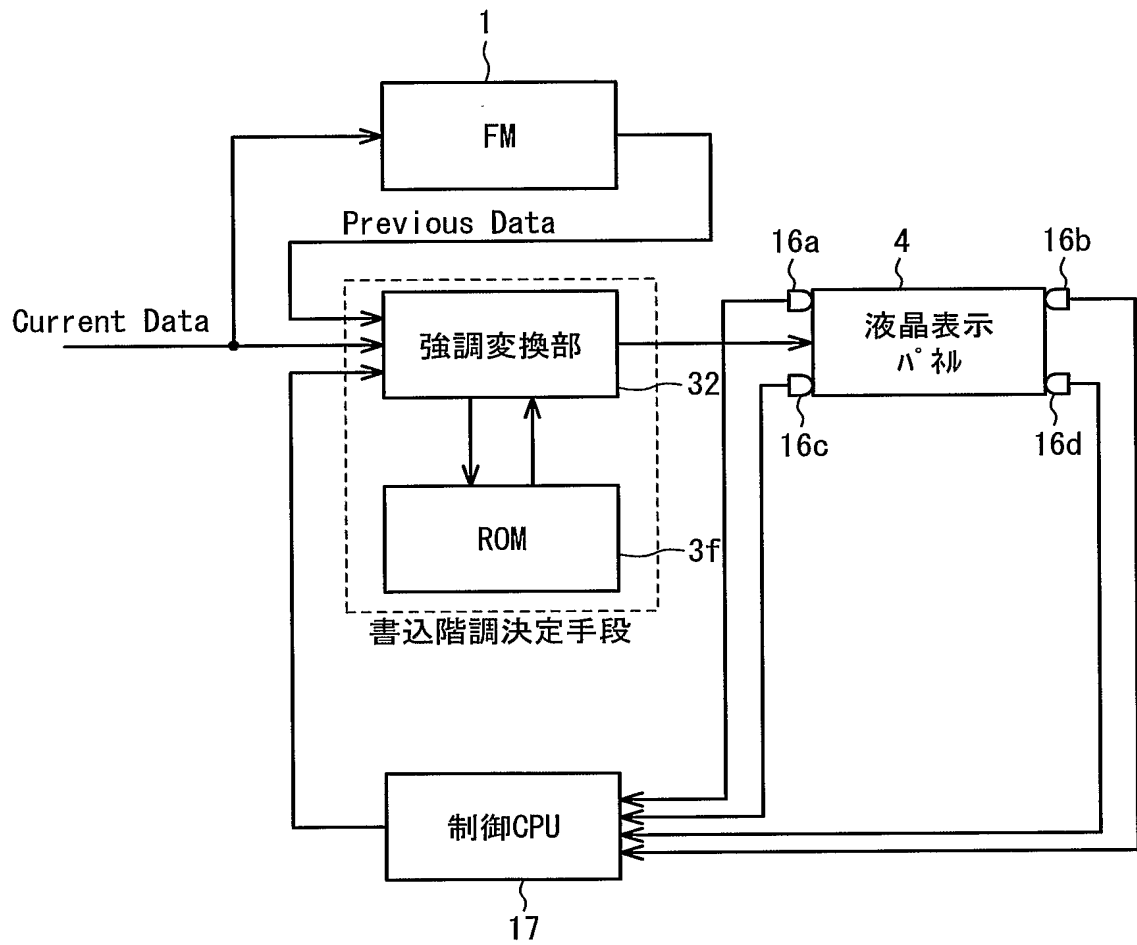 1
FM
Previous Data
16a
4
16b
Current Data
強調変換部
液晶表示
パネル
32
16c
16d
ROM
3f
書込階調決定手段
制御CPU
17